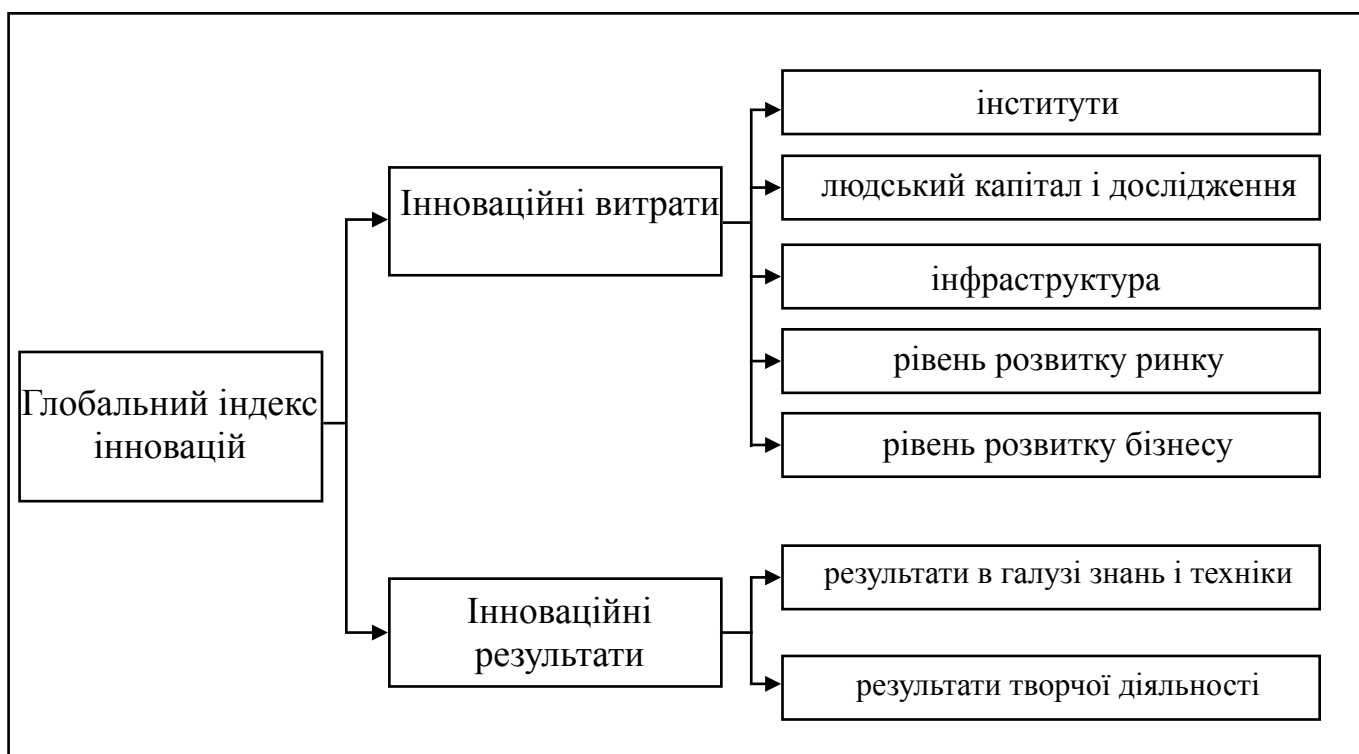 Глобальний індекс
інновацій
Інноваційні витрати
інститути
людський капітал і дослідження
інфраструктура
рівень розвитку ринку
рівень розвитку бізнесу
Інноваційні
результати
результати в галузі знань і техніки
результати творчої діяльності